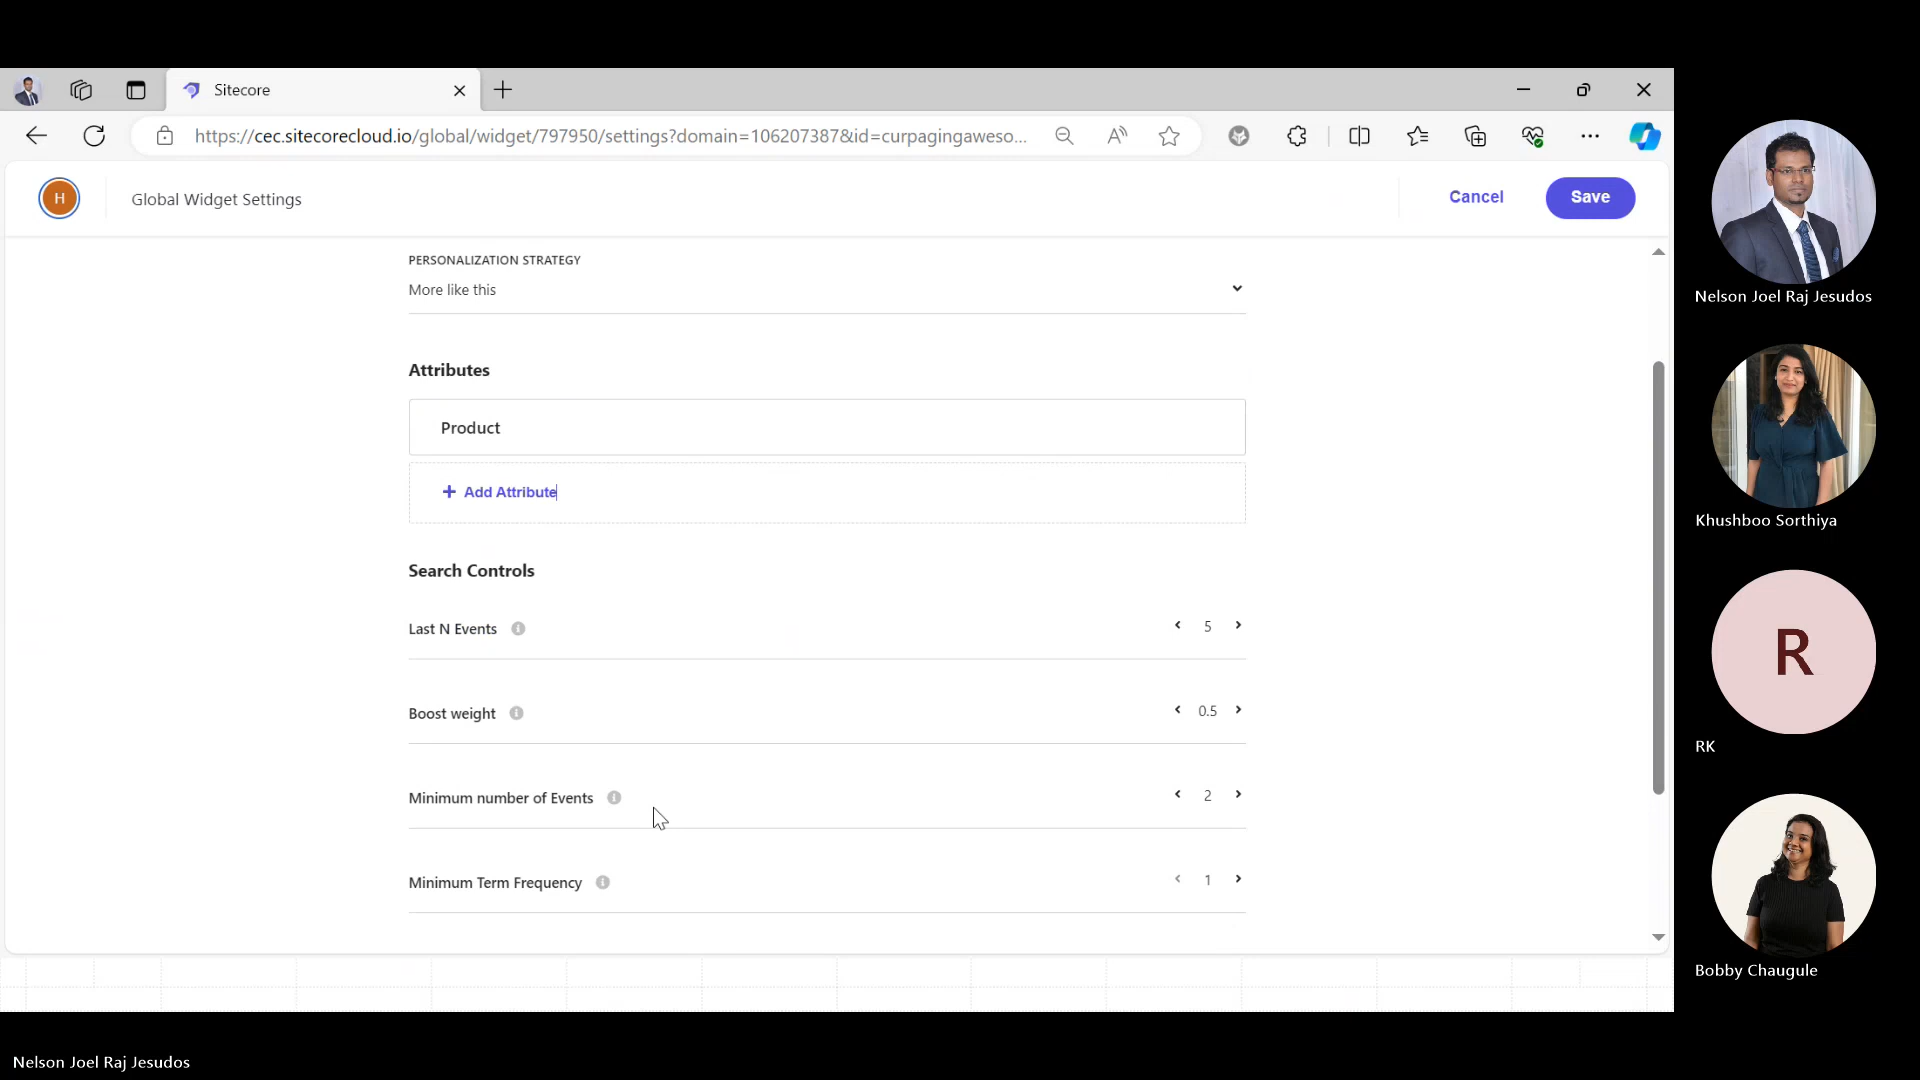 Sitecore
https://cec.sitecorecloud.io/global/widget/797950/settings?domain=106207387&id=curpagingaweso...
H
Global Widget Settings
Cancel
Save
PERSONALIZATION STRATEGY
More like this
Attributes
Product
+ Add Attribute
Search Controls
Last N Events
5
Boost weight
0.5
Minimum number of Events
2
Minimum Term Frequency
1
Nelson Joel Raj Jesudos
Khushboo Sorthiya
R
RK
Bobby Chaugule
Nelson Joel Raj Jesudos